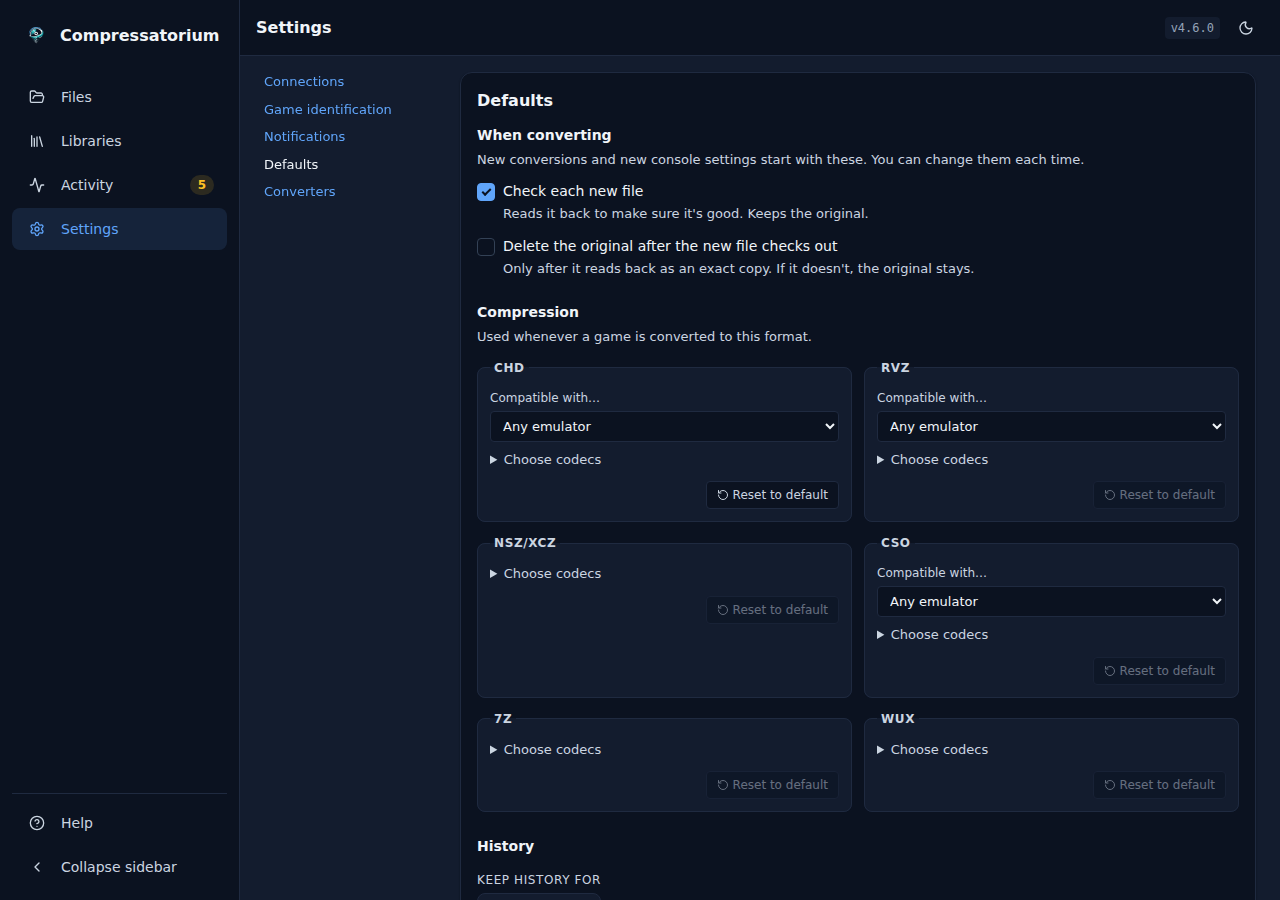 Compressatorium
Files
Libraries
Activity
5
Settings
Help
Collapse sidebar
Settings
v4.6.0
Connections
Game identification
Notifications
Defaults
Converters
Defaults
When converting
New conversions and new console settings start with these. You can change them each time.
Check each new file
Reads it back to make sure it's good. Keeps the original.
Delete the original after the new file checks out
Only after it reads back as an exact copy. If it doesn't, the original stays.
Compression
Used whenever a game is converted to this format.
CHD
Compatible with...
Any emulator
Choose codecs
Reset to default
RVZ
Compatible with...
Any emulator
Choose codecs
Reset to default
NSZ/XCZ
Choose codecs
Reset to default
CSO
Compatible with...
Any emulator
Choose codecs
Reset to default
7Z
Choose codecs
Reset to default
WUX
Choose codecs
Reset to default
History
KEEP HISTORY FOR